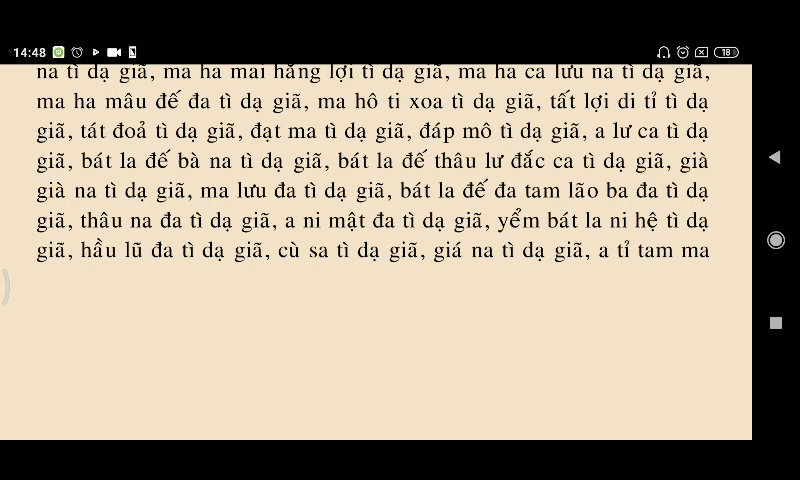 14:48
18
na tì dạ giã, ma ha mai hằng lợi tì dạ giã, ma ha ca lưu na tì dạ giã,
ma ha mâu đế đa tì dạ giã, ma hô ti xoa tì dạ giã, tất lợi di tỉ tì dạ
giã, tát đoả tì dạ giã, đạt ma tì dạ giã, đáp mô tì dạ giã, a lư ca tì dạ
giã, bát la đế bà na tì dạ giã, bát la đế thâu lư đắc ca tì dạ giã, già
già na tì dạ giã, ma lưu đa tì dạ giã, bát la đế đa tam lão ba đa tì dạ
giã, thâu na đa tì dạ giã, a ni mật đa tì dạ giã, yểm bát la ni hệ tì dạ
giã, hầu lũ đa tì dạ giã, cù sa tì dạ giã, giá na tì dạ giã, a tỉ tam ma